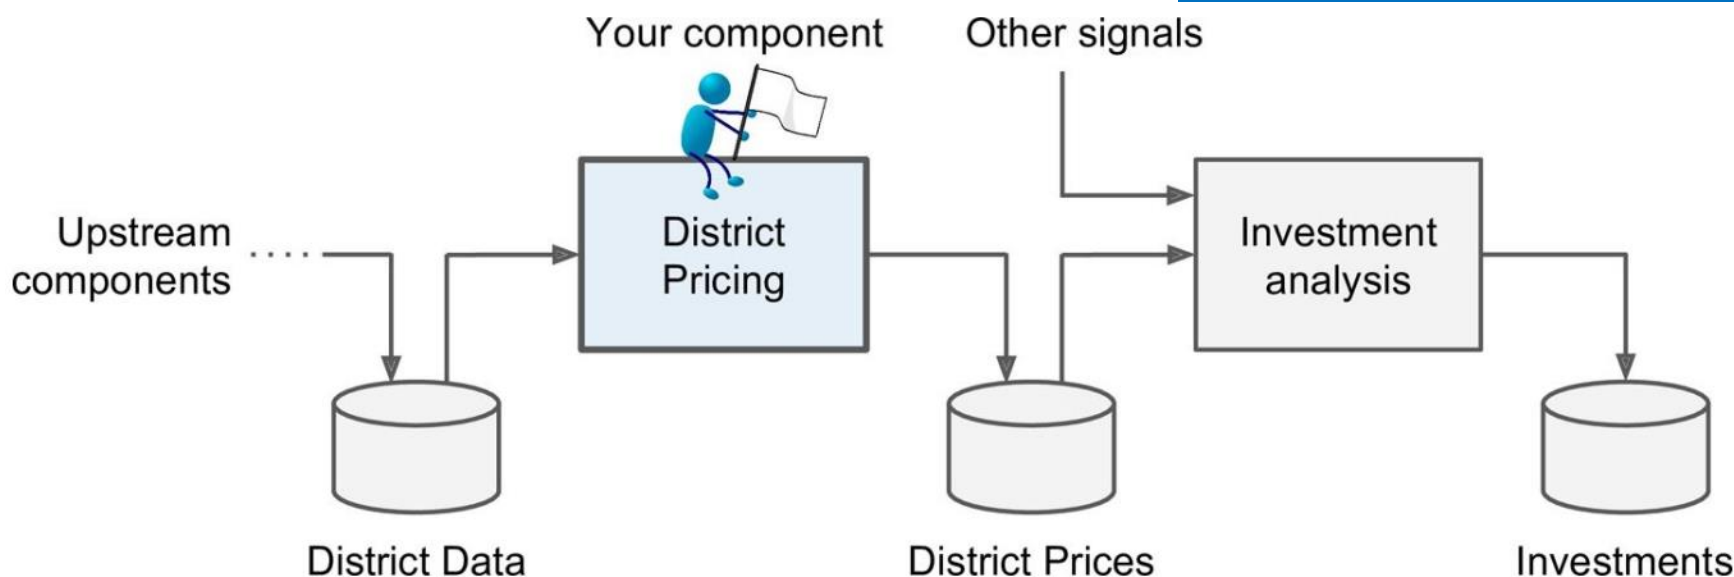 Your component
Other signals
Upstream
components
District
Pricing
Investment
analysis
District Data
District Prices
Investments